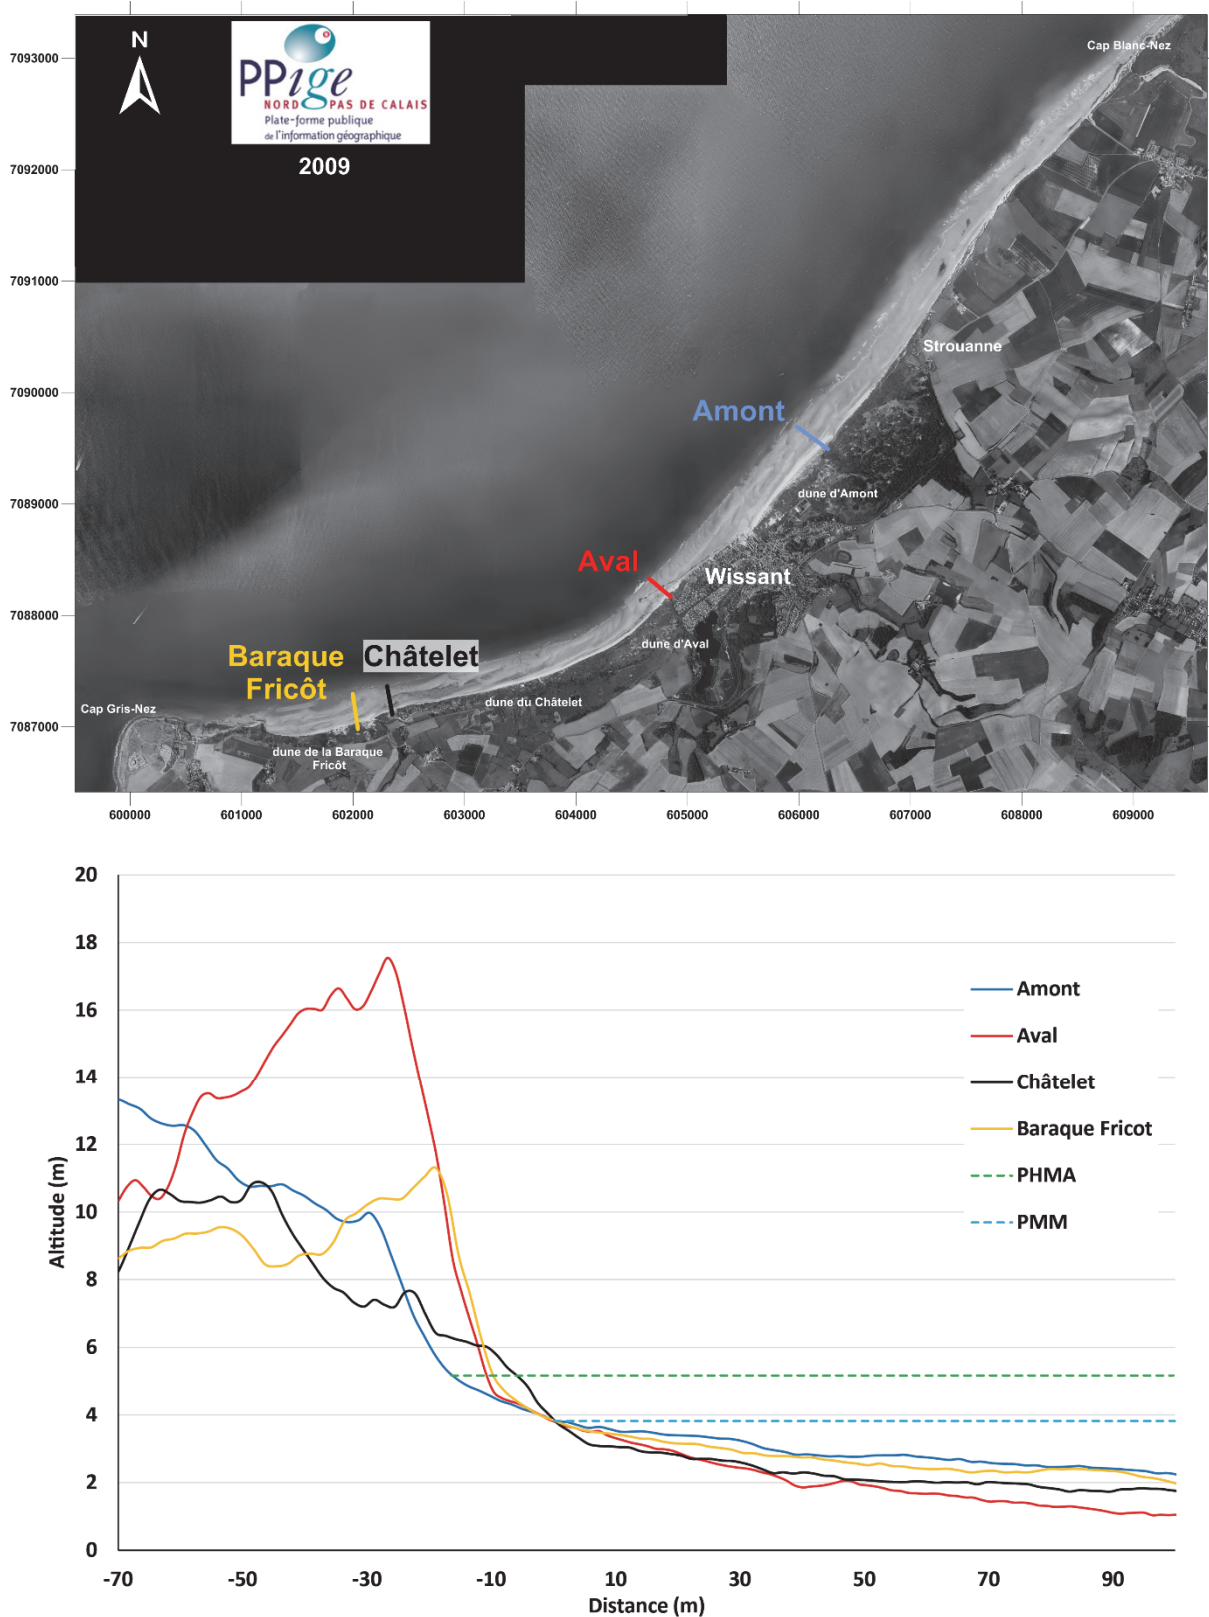 N
PPige
NORD PAS DE CALAIS
Plate-forme publique
de l'information géographique
2009
7093000
7092000
7091000
7090000
7089000
7088000
7087000
Cap Blanc-Nez
Strouanne
Amont
dune d'Amont
Aval
Wissant
dune d'Aval
Baraque
Fricôt
Châtelet
dune du Châtelet
Cap Gris-Nez
dune de la Baraque
Fricôt
600000 601000 602000 603000 604000 605000 606000 607000 608000 609000
20
18
16
14
12
10
8
6
4
2
0
Altitude (m)
Amont
Aval
Châtelet
Baraque Fricot
PHMA
PMM
-70 -50 -30 -10 10 30 50 70 90
Distance (m)